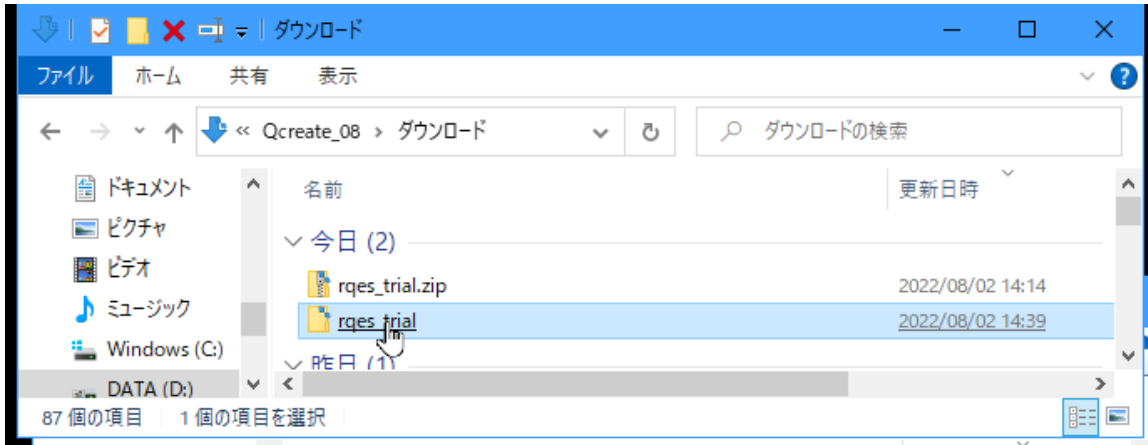 ダウンロード
ファイル ホーム 共有 表示
« Qcreate_08 › ダウンロード ダウンロードの検索
ドキュメント
ピクチャ
ビデオ
ミュージック
Windows (C:)
DATA (D:)
名前 更新日時
今日 (2)
rqes_trial.zip 2022/08/02 14:14
rqes_trial 2022/08/02 14:39
昨日 (1)
87 個の項目 1 個の項目を選択